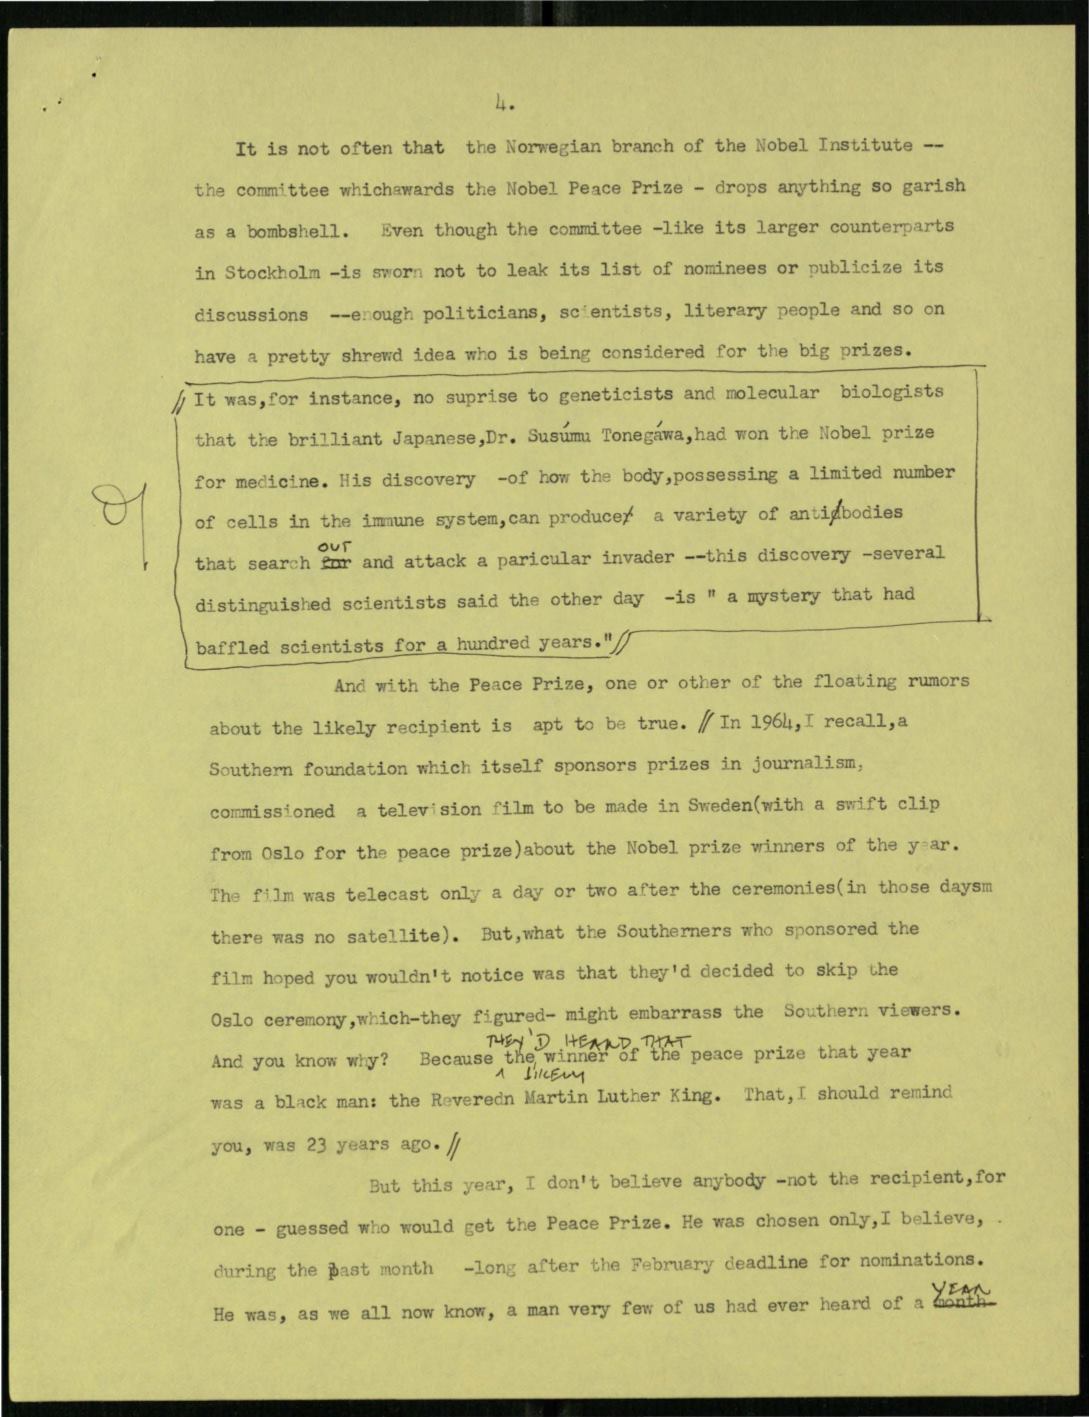 4.
It is not often that the Norwegian branch of the Nobel Institute --
the committee whichawards the Nobel Peace Prize - drops anything so garish
as a bombshell. Even though the committee -like its larger counterparts
in Stockholm -is sworn not to leak its list of nominees or publicize its
discussions --enough politicians, scientists, literary people and so on
have a pretty shrewd idea who is being considered for the big prizes.
// It was,for instance, no suprise to geneticists and molecular biologists
that the brilliant Japanese,Dr. Susúmu Tonegáwa,had won the Nobel prize
for medicine. His discovery -of how the body,possessing a limited number
of cells in the immune system,can produce a variety of antibodies
OUT
that search for and attack a paricular invader --this discovery -several
distinguished scientists said the other day -is " a mystery that had
baffled scientists for a hundred years."//
And with the Peace Prize, one or other of the floating rumors
about the likely recipient is apt to be true. // In 1964,I recall,a
Southern foundation which itself sponsors prizes in journalism,
commissioned a television film to be made in Sweden(with a swift clip
from Oslo for the peace prize)about the Nobel prize winners of the year.
The film was telecast only a day or two after the ceremonies(in those daysm
there was no satellite). But,what the Southerners who sponsored the
film hoped you wouldn't notice was that they'd decided to skip the
Oslo ceremony,which-they figured- might embarrass the Southern viewers.
THEY'D HEARD THAT
And you know why? Because the winner of the peace prize that year
LIKELY
was a black man: the Reveredn Martin Luther King. That,I should remind
you, was 23 years ago. //
But this year, I don't believe anybody -not the recipient,for
one - guessed who would get the Peace Prize. He was chosen only,I believe, .
during the past month -long after the February deadline for nominations.
YEAR
He was, as we all now know, a man very few of us had ever heard of a month